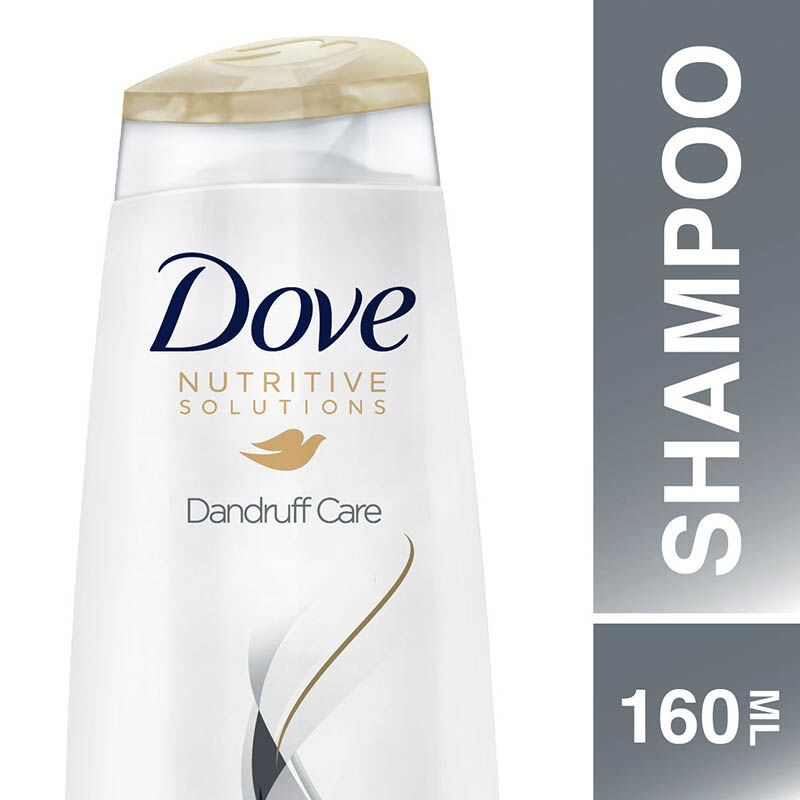 Dove
NUTRITIVE
SOLUTIONS
Dandruff Care
SHAMPOO
160 ML